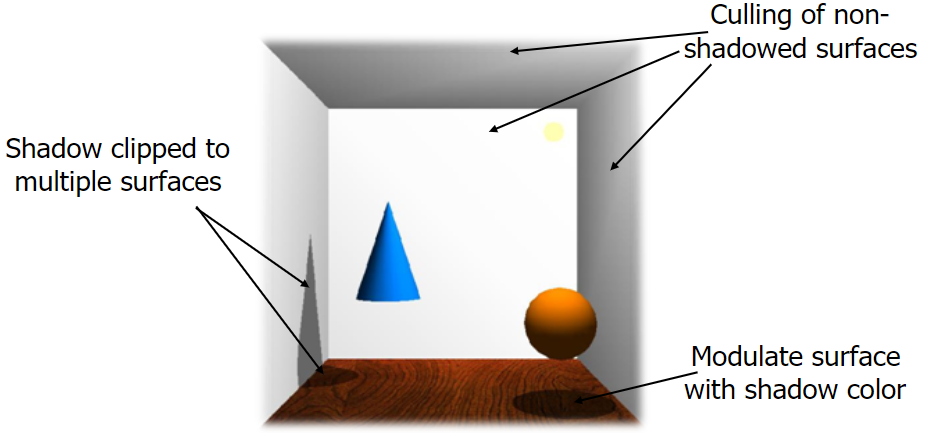 Culling of non-
shadowed surfaces
Shadow clipped to
multiple surfaces
Modulate surface
with shadow color